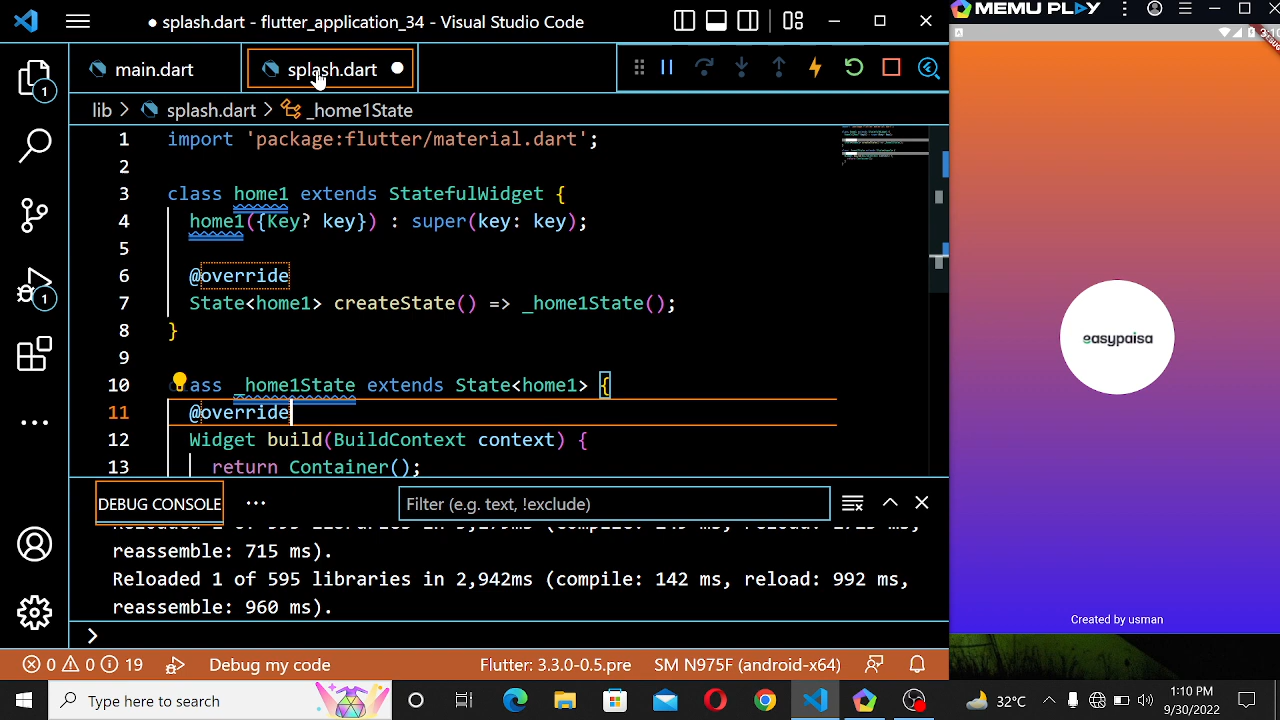 splash.dart - flutter_application_34 - Visual Studio Code
main.dart
splash.dart
lib > splash.dart > _home1State
1 import 'package:flutter/material.dart';
2
3 class home1 extends StatefulWidget {
4 home1({Key? key}) : super(key: key);
5
6 @override
7 State<home1> createState() => _home1State();
8 }
9
10 class _home1State extends State<home1> {
11 @override
12 Widget build(BuildContext context) {
13 return Container();
DEBUG CONSOLE
Filter (e.g. text, !exclude)
reassemble: 715 ms).
Reloaded 1 of 595 libraries in 2,942ms (compile: 142 ms, reload: 992 ms,
reassemble: 960 ms).
>
1
1
0 0 19 Debug my code Flutter: 3.3.0-0.5.pre SM N975F (android-x64)
MEMU PLAY
3:10
easypaisa
Created by usman
Type here to search
32°C
1:10 PM
9/30/2022